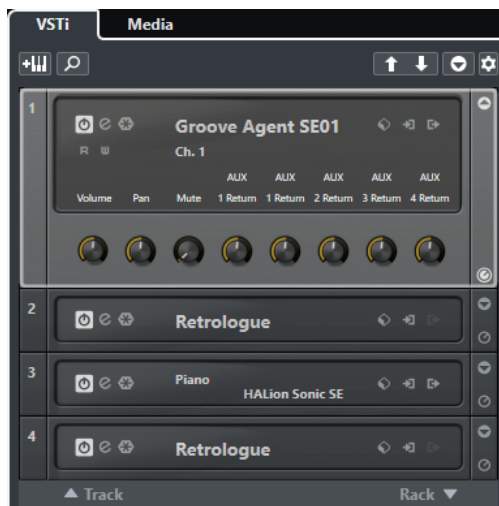 VSTi Media
1
Groove Agent SE01
R W
Ch. 1
AUX AUX AUX AUX AUX
Volume Pan Mute 1 Return 1 Return 2 Return 3 Return 4 Return
2
Retrologue
3
Piano
HALion Sonic SE
4
Retrologue
Track Rack